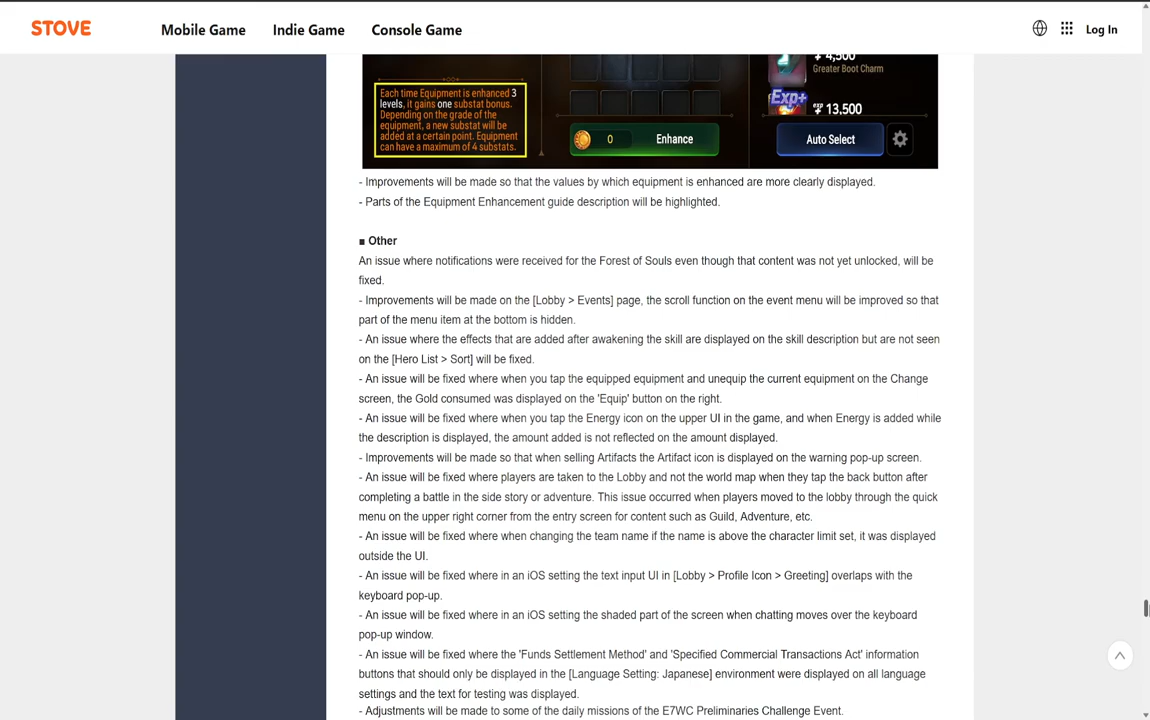 STOVE
Mobile Game
Indie Game
Console Game
Log In
Each time Equipment is enhanced 3
levels, it gains one substat bonus.
Depending on the grade of the
equipment, a new substat will be
added at a certain point. Equipment
can have a maximum of 4 substats.
0
Enhance
4,500
Greater Boot Charm
Exp+
13,500
Auto Select
- Improvements will be made so that the values by which equipment is enhanced are more clearly displayed.
- Parts of the Equipment Enhancement guide description will be highlighted.
■ Other
An issue where notifications were received for the Forest of Souls even though that content was not yet unlocked, will be
fixed.
- Improvements will be made on the [Lobby > Events] page, the scroll function on the event menu will be improved so that
part of the menu item at the bottom is hidden.
- An issue where the effects that are added after awakening the skill are displayed on the skill description but are not seen
on the [Hero List > Sort] will be fixed.
- An issue will be fixed where when you tap the equipped equipment and unequip the current equipment on the Change
screen, the Gold consumed was displayed on the 'Equip' button on the right.
- An issue will be fixed where when you tap the Energy icon on the upper UI in the game, and when Energy is added while
the description is displayed, the amount added is not reflected on the amount displayed.
- Improvements will be made so that when selling Artifacts the Artifact icon is displayed on the warning pop-up screen.
- An issue will be fixed where players are taken to the Lobby and not the world map when they tap the back button after
completing a battle in the side story or adventure. This issue occurred when players moved to the lobby through the quick
menu on the upper right corner from the entry screen for content such as Guild, Adventure, etc.
- An issue will be fixed where when changing the team name if the name is above the character limit set, it was displayed
outside the UI.
- An issue will be fixed where in an iOS setting the text input UI in [Lobby > Profile Icon > Greeting] overlaps with the
keyboard pop-up.
- An issue will be fixed where in an iOS setting the shaded part of the screen when chatting moves over the keyboard
pop-up window.
- An issue will be fixed where the 'Funds Settlement Method' and 'Specified Commercial Transactions Act' information
buttons that should only be displayed in the [Language Setting: Japanese] environment were displayed on all language
settings and the text for testing was displayed.
- Adjustments will be made to some of the daily missions of the E7WC Preliminaries Challenge Event.